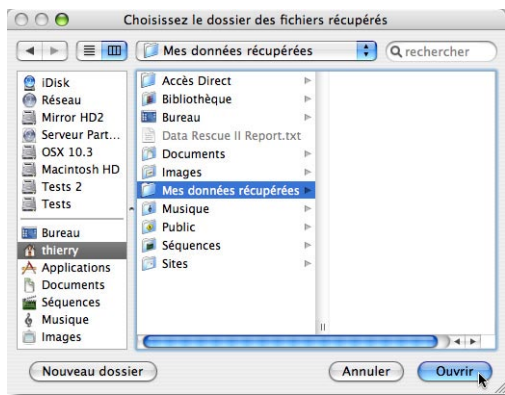 Choisissez le dossier des fichiers récupérés
Mes données récupérées
rechercher
iDisk
Réseau
Mirror HD2
Serveur Part...
OSX 10.3
Macintosh HD
Tests 2
Tests
Bureau
thierry
Applications
Documents
Séquences
Musique
Images
Accès Direct
Bibliothèque
Bureau
Data Rescue II Report.txt
Documents
Images
Mes données récupérées
Musique
Public
Séquences
Sites
Nouveau dossier
Annuler
Ouvrir